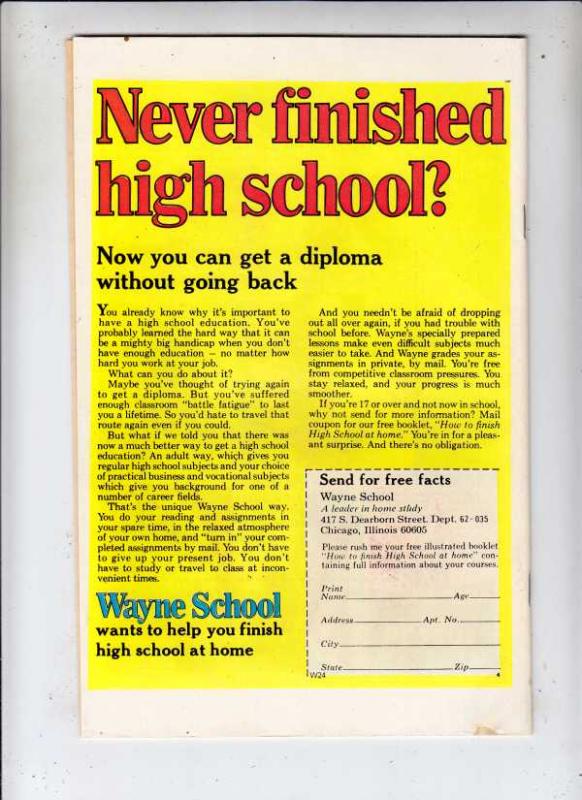 Never finished
high school?
Now you can get a diploma
without going back
You already know why it's important to
have a high school education. You've
probably learned the hard way that it can
be a mighty big handicap when you don't
have enough education – no matter how
hard you work at your job.
What can you do about it?
Maybe you've thought of trying again
to get a diploma. But you've suffered
enough classroom "battle fatigue" to last
you a lifetime. So you'd hate to travel that
route again even if you could.
But what if we told you that there was
now a much better way to get a high school
education? An adult way, which gives you
regular high school subjects and your choice
of practical business and vocational subjects
which give you background for one of a
number of career fields.
That's the unique Wayne School way.
You do your reading and assignments in
your spare time, in the relaxed atmosphere
of your own home, and "turn in" your com-
pleted assignments by mail. You don't have
to give up your present job. You don't
have to study or travel to class at incon-
venient times.
Wayne School
wants to help you finish
high school at home
And you needn't be afraid of dropping
out all over again, if you had trouble with
school before. Wayne's specially prepared
lessons make even difficult subjects much
easier to take. And Wayne grades your as-
signments in private, by mail. You're free
from competitive classroom pressures. You
stay relaxed, and your progress is much
smoother.
If you're 17 or over and not now in school,
why not send for more information? Mail
coupon for our free booklet, "How to finish
High School at home." You're in for a pleas-
ant surprise. And there's no obligation.
Send for free facts
Wayne School
A leader in home study
417 S. Dearborn Street. Dept. 62-035
Chicago, Illinois 60605
Please rush me your free illustrated booklet
"How to finish High School at home" con-
taining full information about your courses.
Print
Name Age
Address Apt. No.
City
State Zip
W24 4